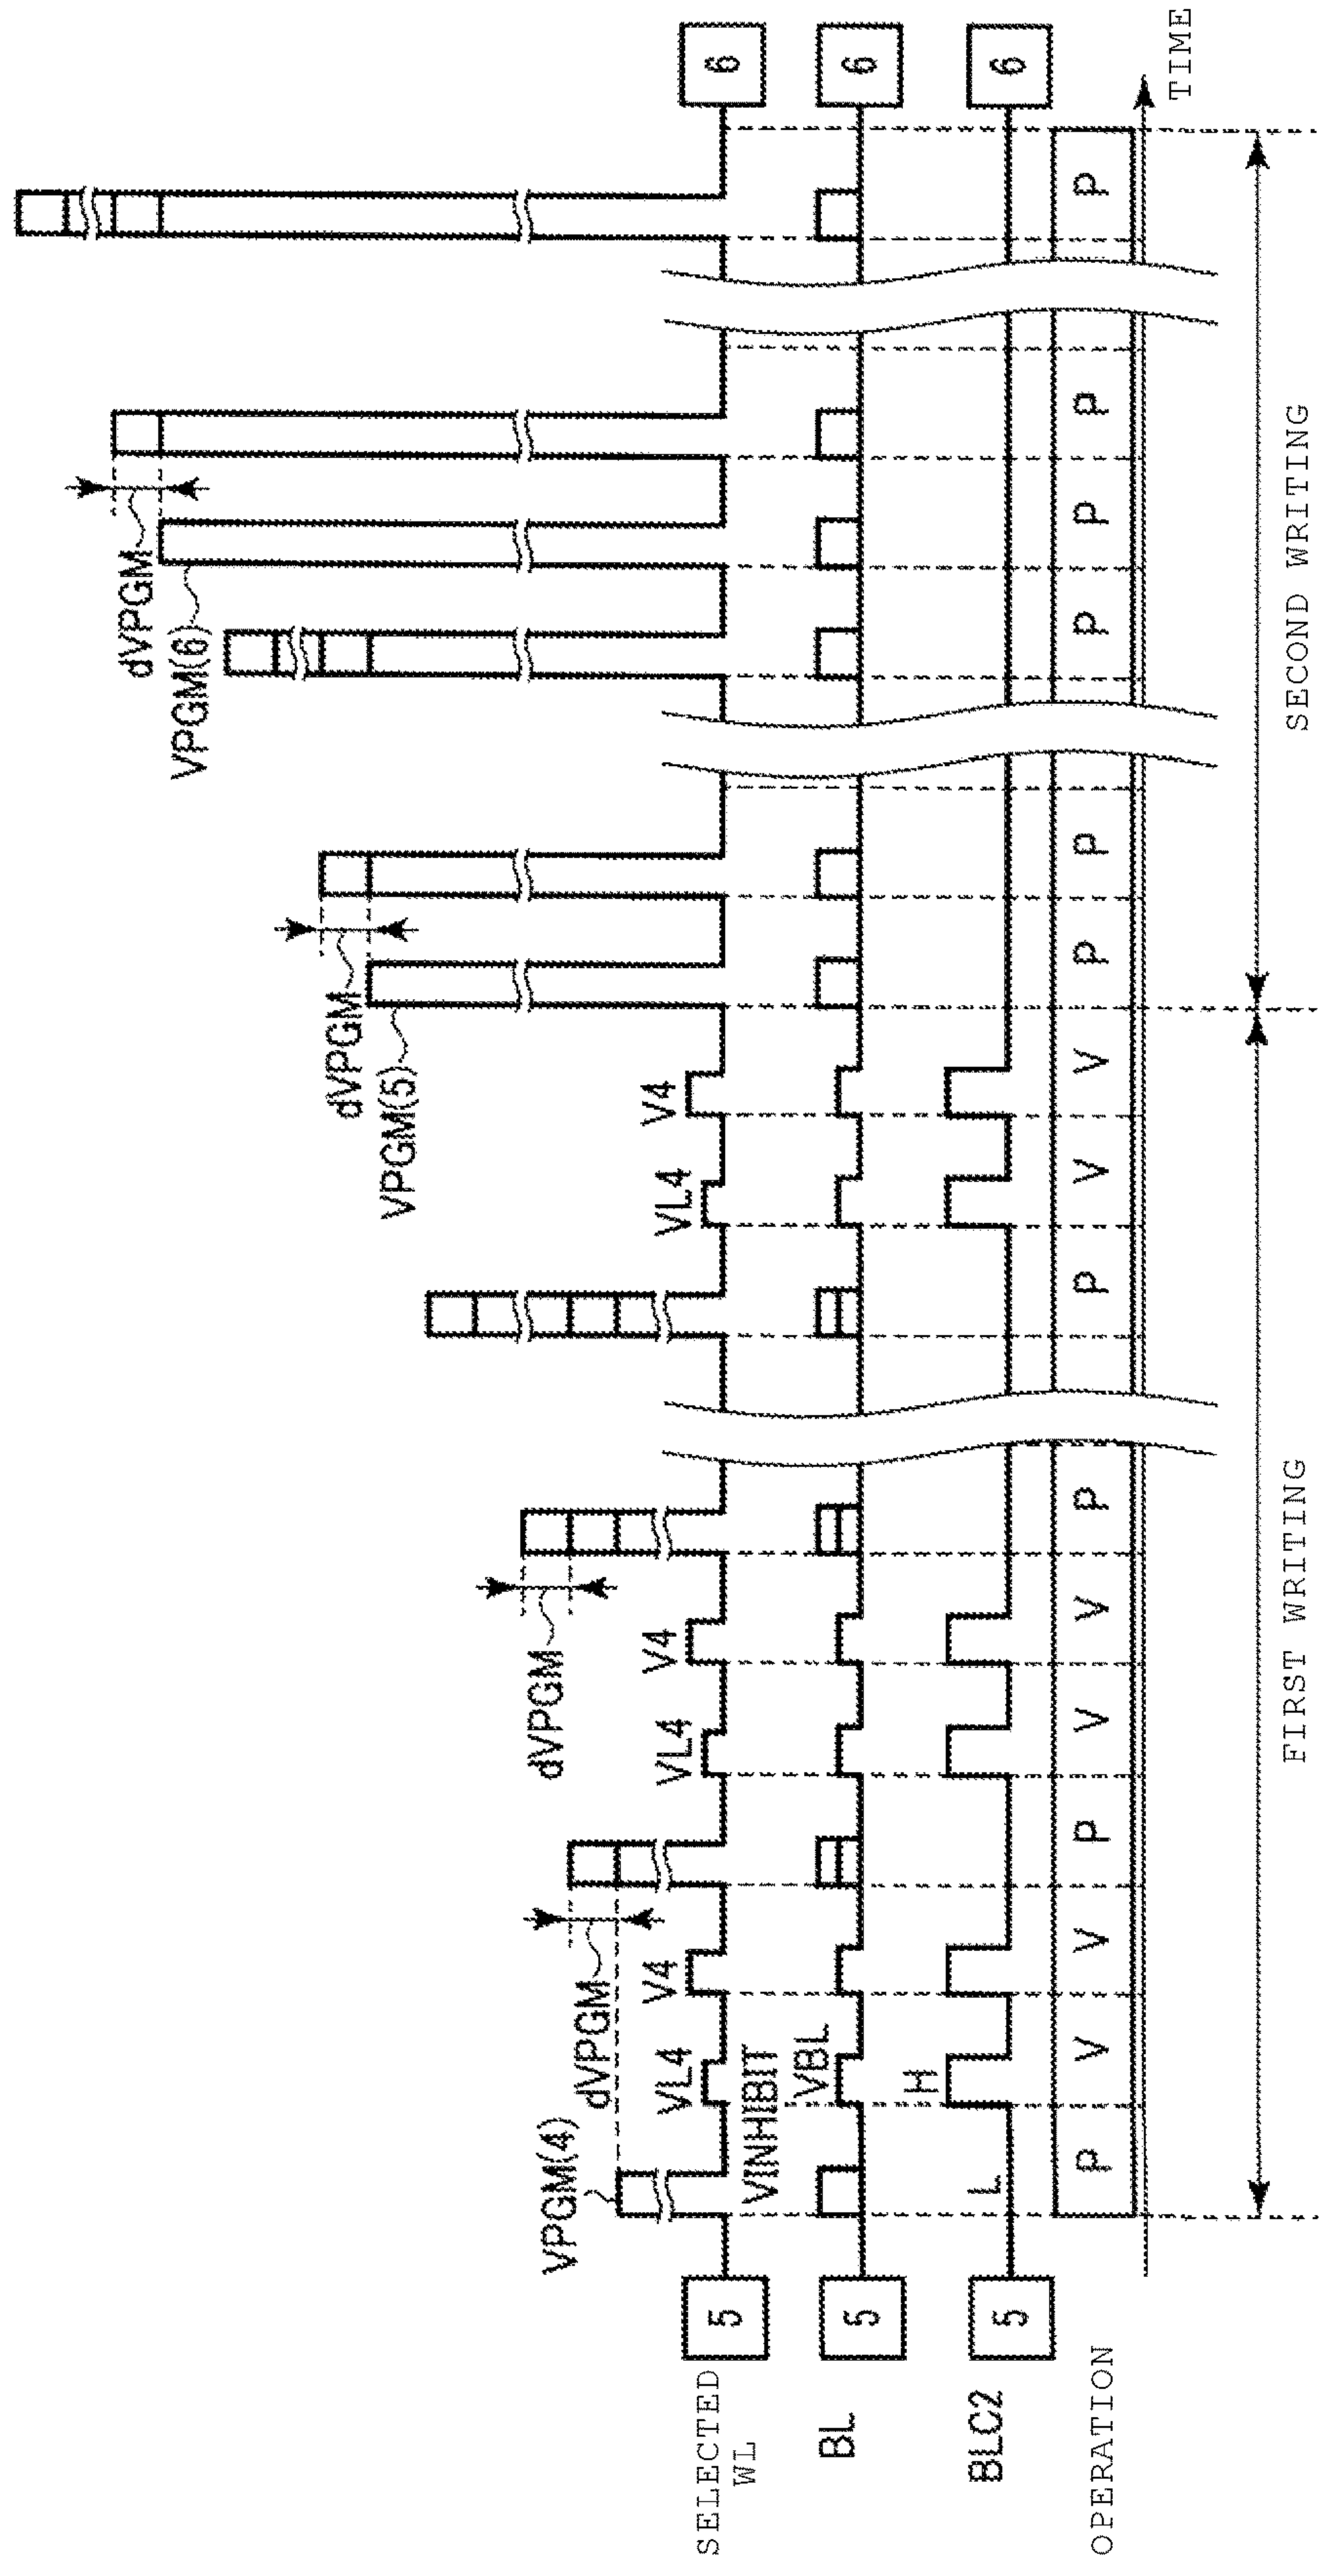 VPGM(4)
dVPGM
dVPGM
VPGM(5)
dVPGM
VPGM(6)
dVPGM
VL4
V4
VL4
V4
VL4
V4
SELECTED
WL
5
6
VINHIBIT
VBL
BL
5
6
H
L
BLC2
5
6
OPERATION
P V V P V V P P V V P P P P P P
TIME
FIRST WRITING
SECOND WRITING